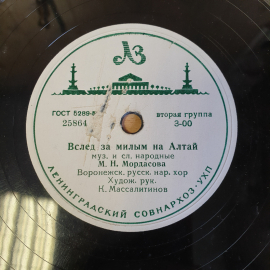 ЛЗ
ГОСТ 5289-5
25864
вторая группа
3-00
Вслед за милым на Алтай
муз. и сл. народные
М. Н. Мордасова
Воронежск. русск. нар. хор
Худож. рук.
К. Массалитинов
ЛЕНИНГРАДСКИЙ СОВНАРХОЗ-УХП